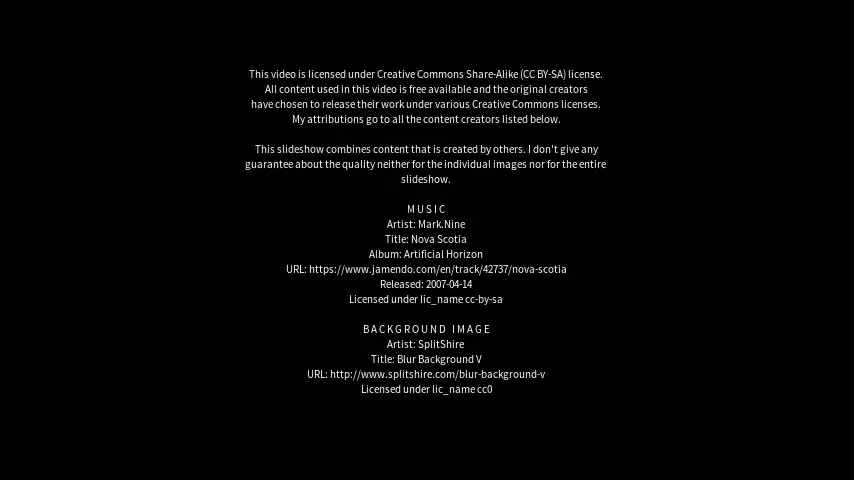 This video is licensed under Creative Commons Share-Alike (CC BY-SA) license.
All content used in this video is free available and the original creators
have chosen to release their work under various Creative Commons licenses.
My attributions go to all the content creators listed below.
This slideshow combines content that is created by others. I don't give any
guarantee about the quality neither for the individual images nor for the entire
slideshow.
MUSIC
Artist: Mark.Nine
Title: Nova Scotia
Album: Artificial Horizon
URL: https://www.jamendo.com/en/track/42737/nova-scotia
Released: 2007-04-14
Licensed under lic_name cc-by-sa
BACKGROUND IMAGE
Artist: SplitShire
Title: Blur Background V
URL: http://www.splitshire.com/blur-background-v
Licensed under lic_name cc0